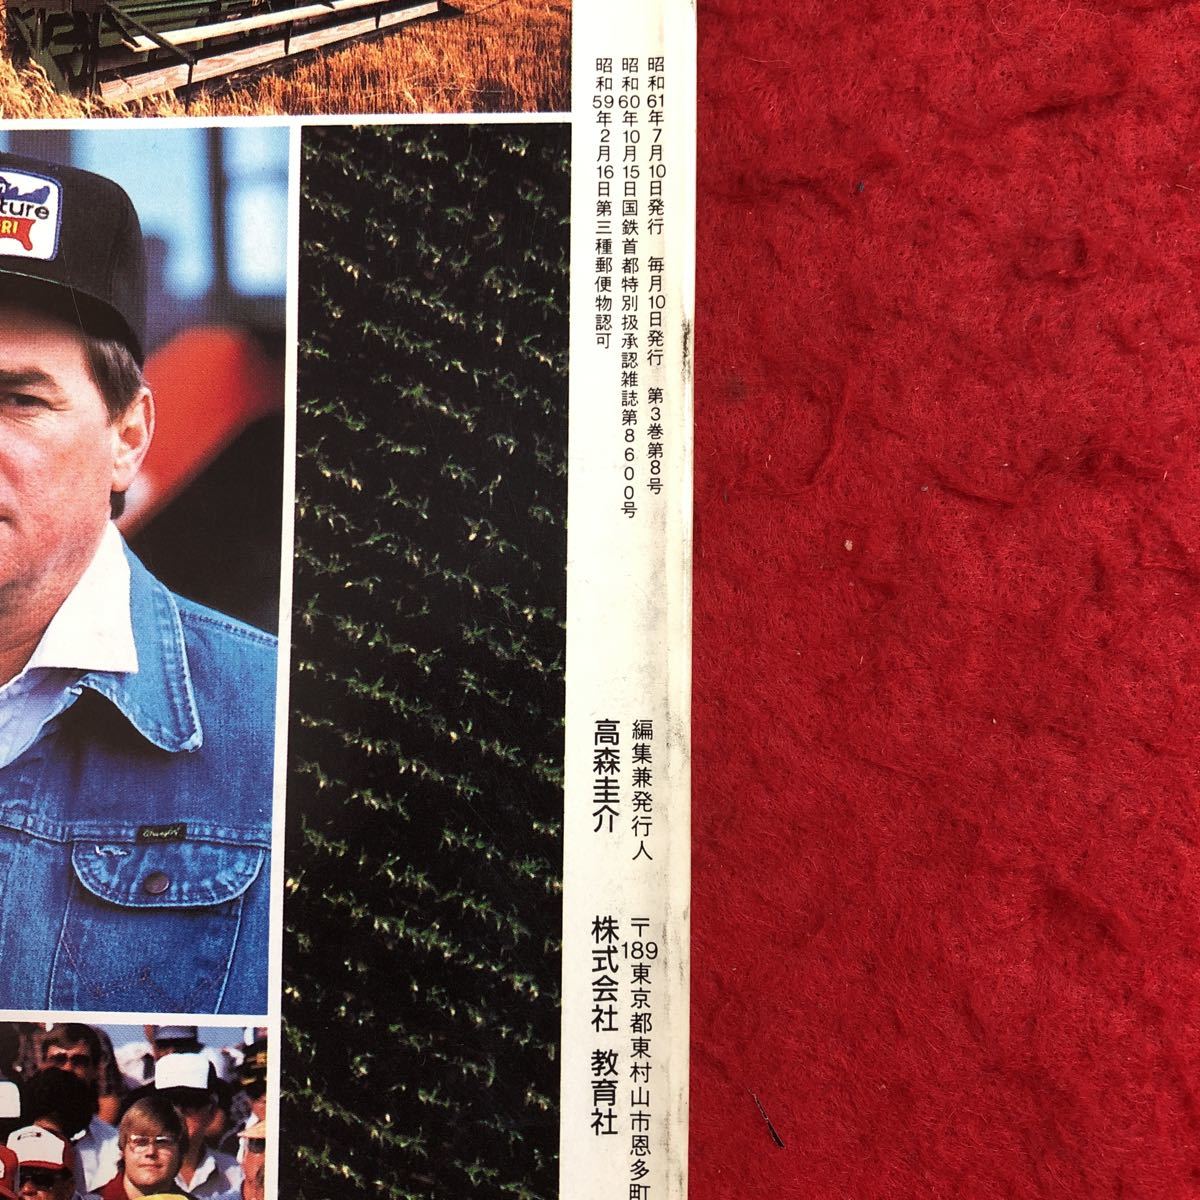 昭和61年7月10日発行 毎月10日発行 第3巻第8号
昭和60年10月15日国鉄首都特別扱承認雑誌第8600号
昭和59年2月16日第三種郵便物認可
編集兼発行人
高森圭介
〒189東京都東村山市恩多町
株式会社 教育社
ture
RI
Wrangler